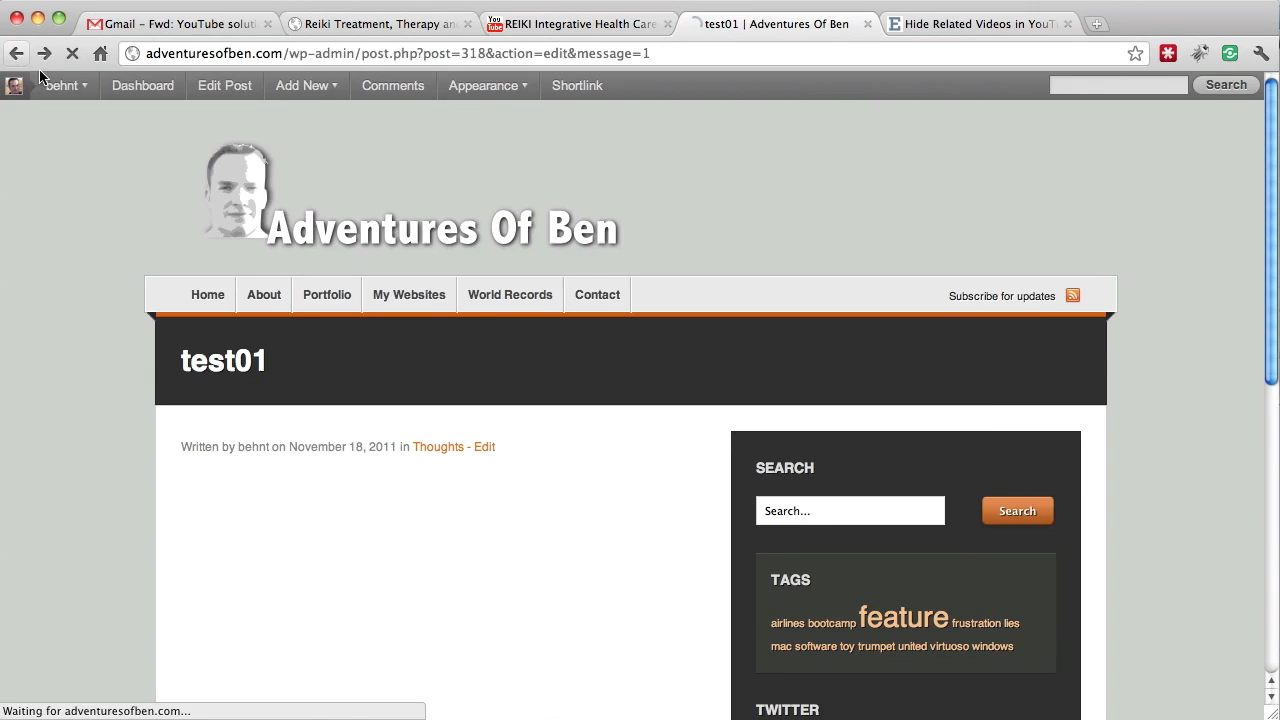 Gmail - Fwd: YouTube soluti
Reiki Treatment, Therapy an
REIKI Integrative Health Care
test01 | Adventures Of Ben
Hide Related Videos in YouT
adventuresofben.com/wp-admin/post.php?post=318&action=edit&message=1
behnt
Dashboard
Edit Post
Add New
Comments
Appearance
Shortlink
Search
Adventures Of Ben
Home
About
Portfolio
My Websites
World Records
Contact
Subscribe for updates
test01
Written by behnt on November 18, 2011 in Thoughts - Edit
SEARCH
Search...
Search
TAGS
airlines bootcamp feature frustration lies
mac software toy trumpet united virtuoso windows
TWITTER
Waiting for adventuresofben.com...